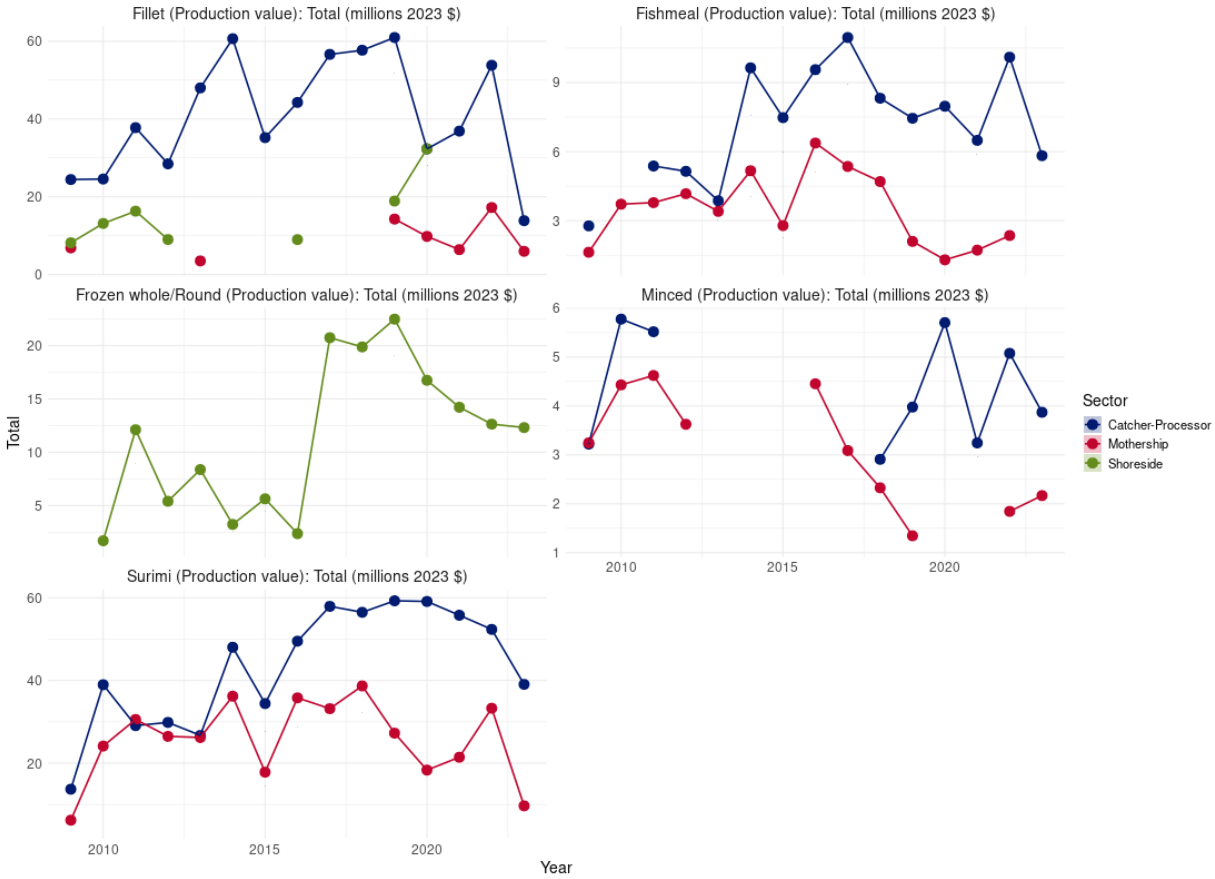 Fillet (Production value): Total (millions 2023 $)
60
40
20
0
Fishmeal (Production value): Total (millions 2023 $)
9
6
3
Frozen whole/Round (Production value): Total (millions 2023 $)
20
15
10
5
Minced (Production value): Total (millions 2023 $)
6
5
4
3
2
1
2010 2015 2020
Surimi (Production value): Total (millions 2023 $)
60
40
20
2010 2015 2020
Total
Year
Sector
Catcher-Processor
Mothership
Shoreside